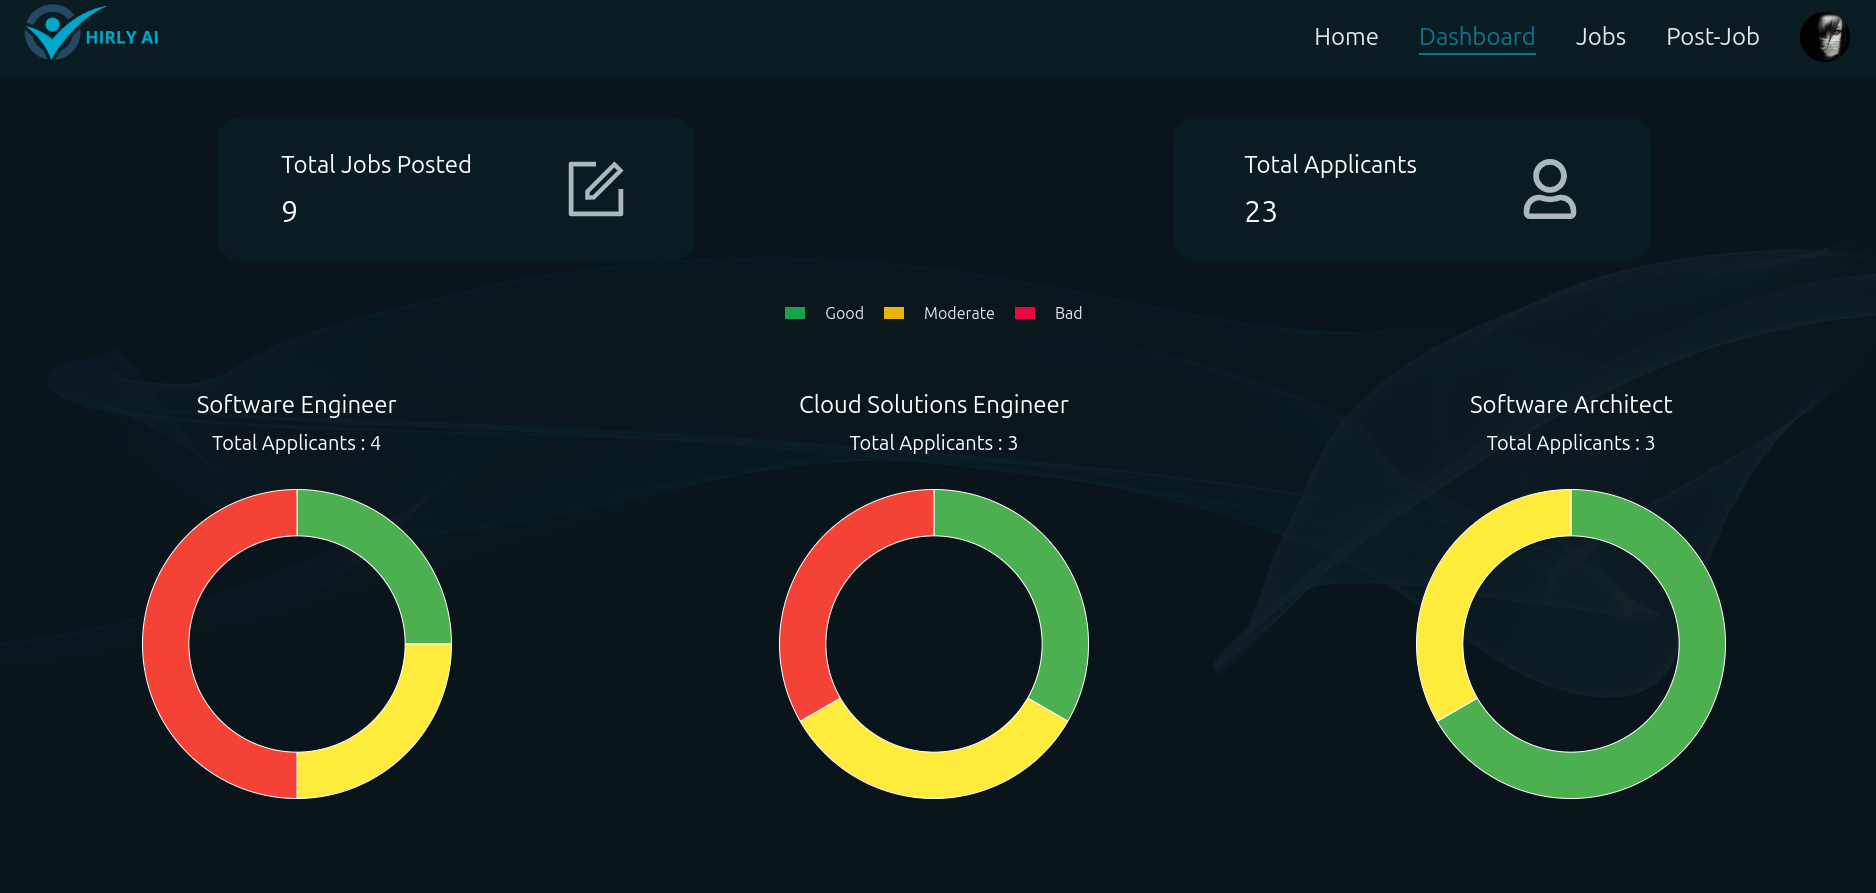 HIRLY AI
Home Dashboard Jobs Post-Job
Total Jobs Posted
9
Total Applicants
23
Good Moderate Bad
Software Engineer
Total Applicants : 4
Cloud Solutions Engineer
Total Applicants : 3
Software Architect
Total Applicants : 3